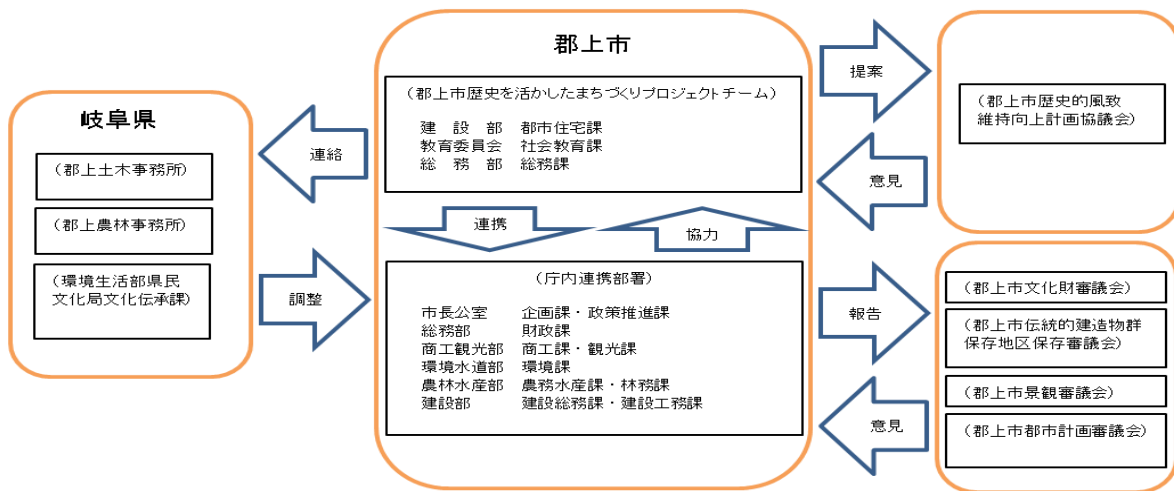 岐阜県
（郡上土木事務所）
（郡上農林事務所）
（環境生活部県民
文化局文化伝承課）
連絡
調整
郡上市
（郡上市歴史を活かしたまちづくりプロジェクトチーム）
建設部 都市住宅課
教育委員会 社会教育課
総務部 総務課
連携
協力
（庁内連携部署）
市長公室 企画課・政策推進課
総務部 財政課
商工観光部 商工課・観光課
環境水道部 環境課
農林水産部 農務水産課・林務課
建設部 建設総務課・建設工務課
提案
意見
報告
意見
（郡上市歴史的風致
維持向上計画協議会）
（郡上市文化財審議会）
（郡上市伝統的建造物群
保存地区保存審議会）
（郡上市景観審議会）
（郡上市都市計画審議会）